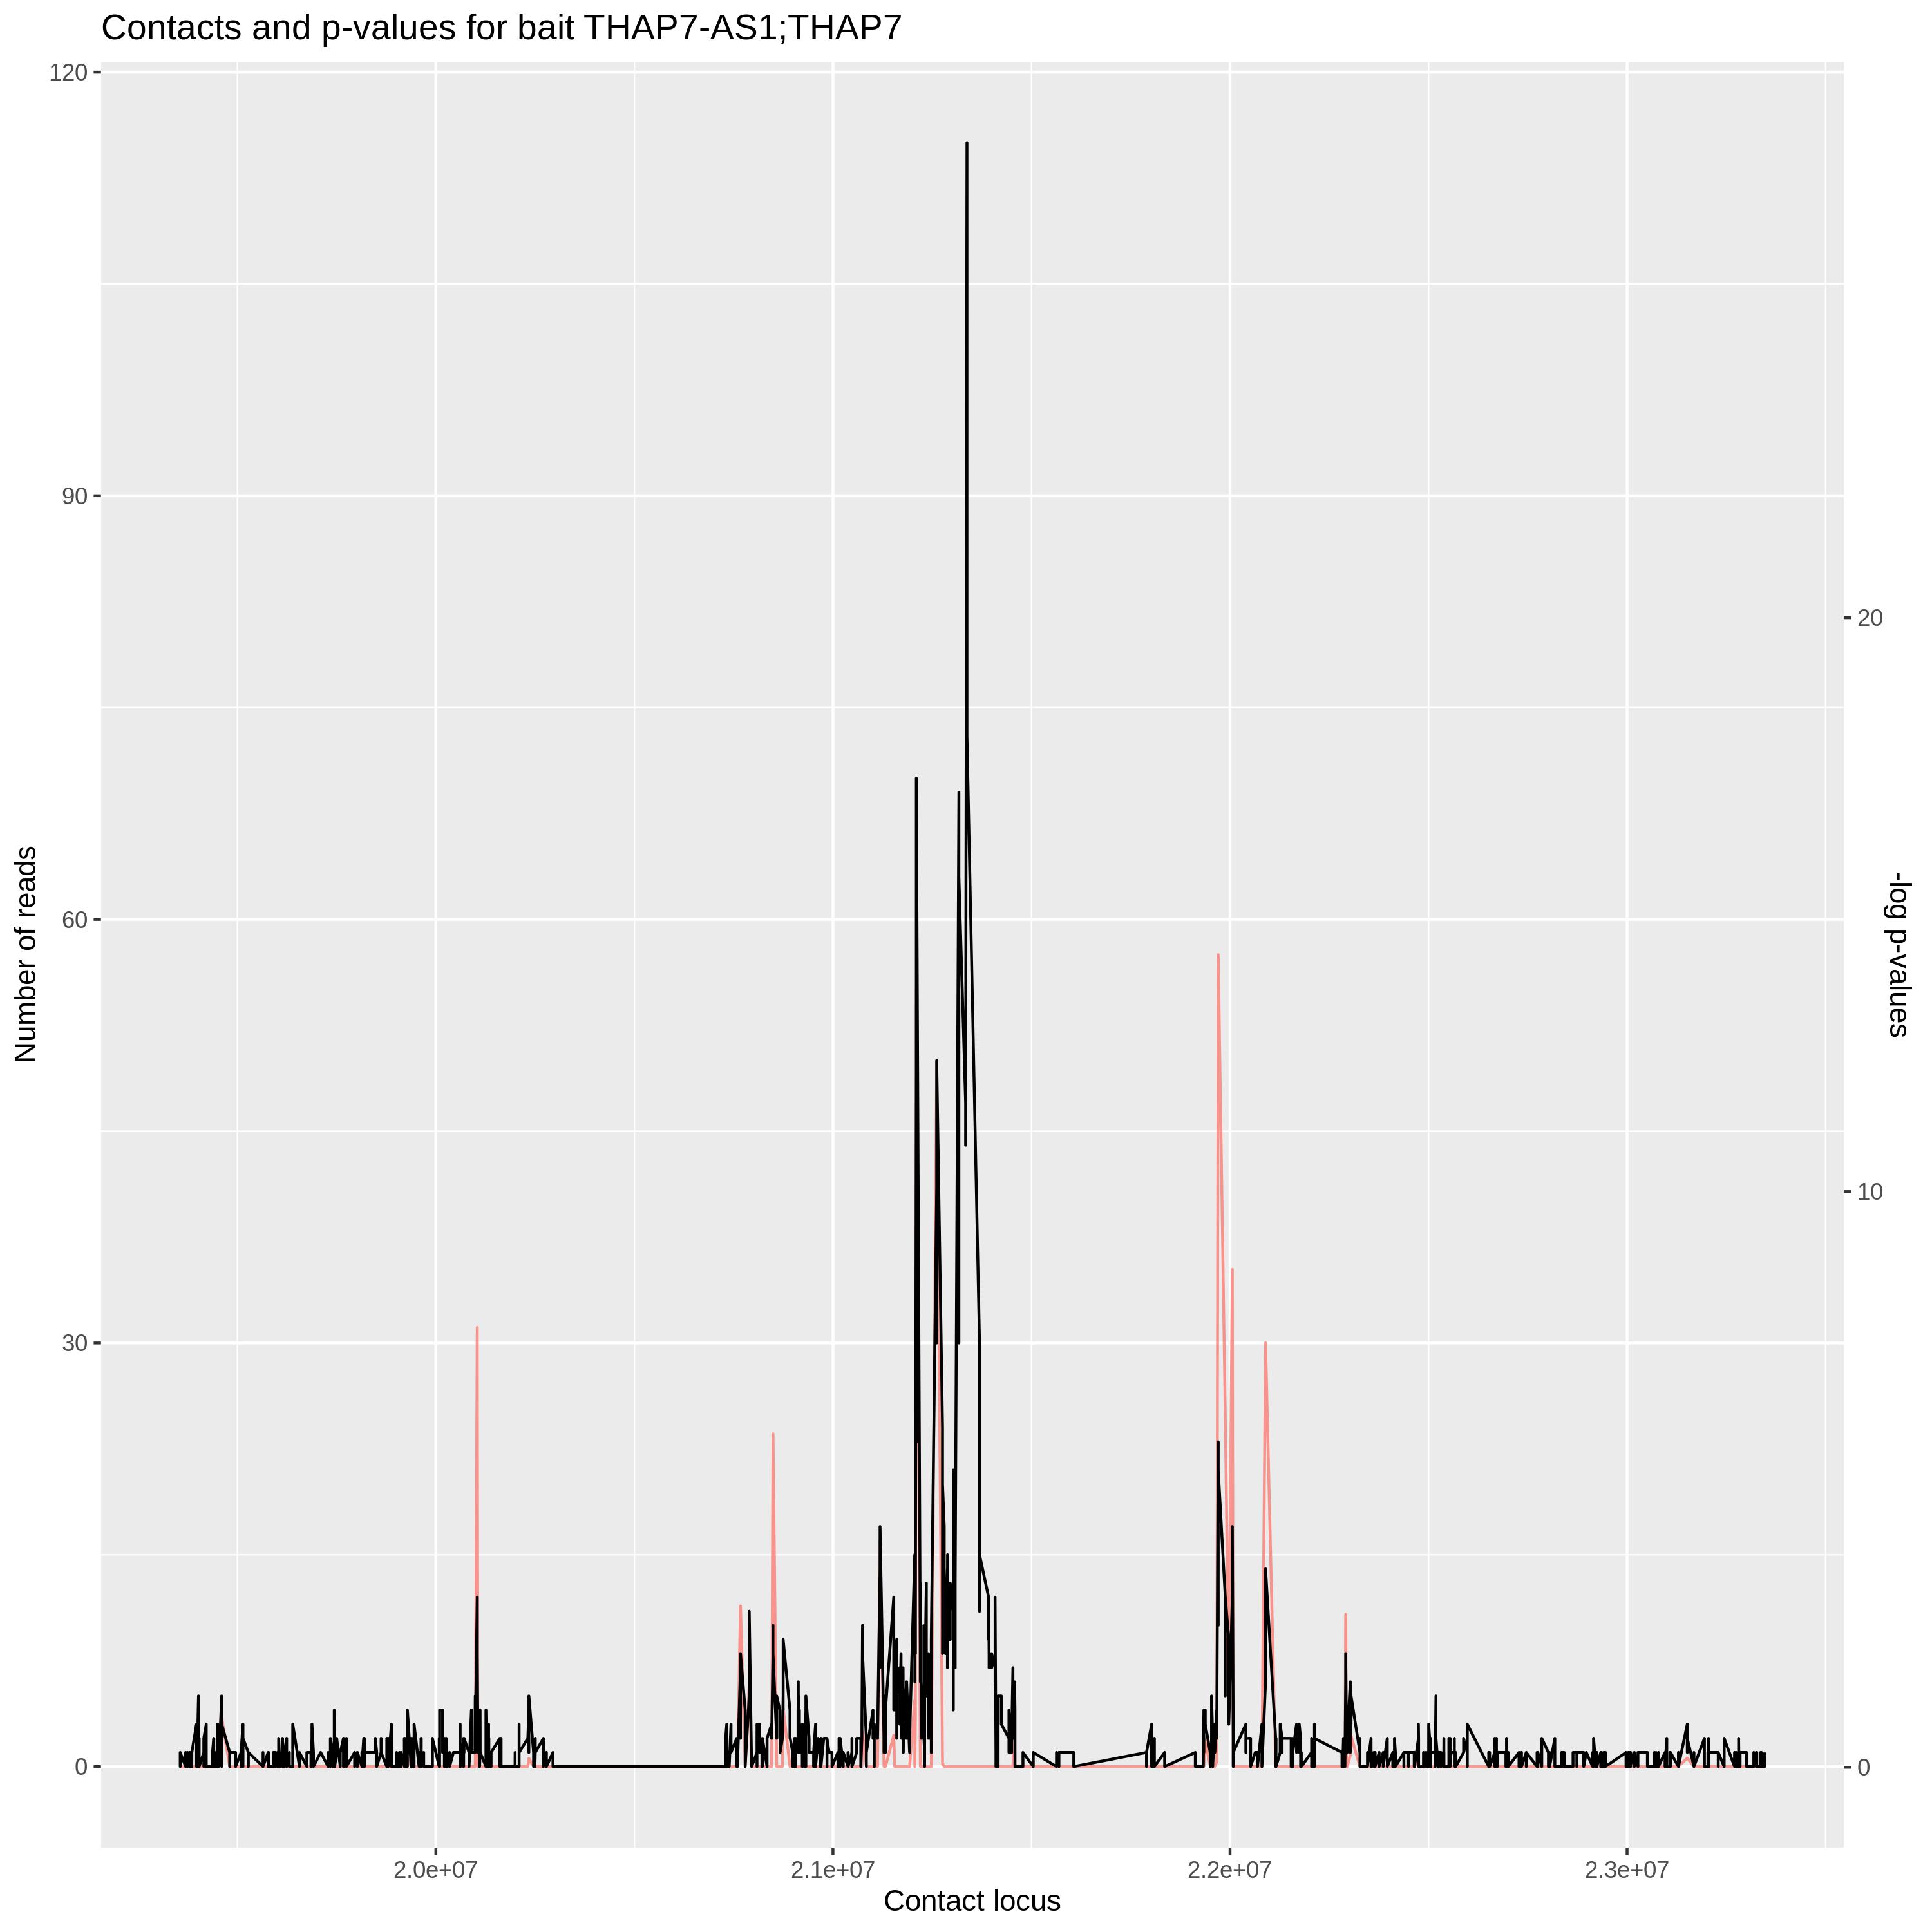 Contacts and p-values for bait THAP7-AS1;THAP7
120
90
60
30
0
Number of reads
20
10
0
-log p-values
2.0e+07
2.1e+07
2.2e+07
2.3e+07
Contact locus